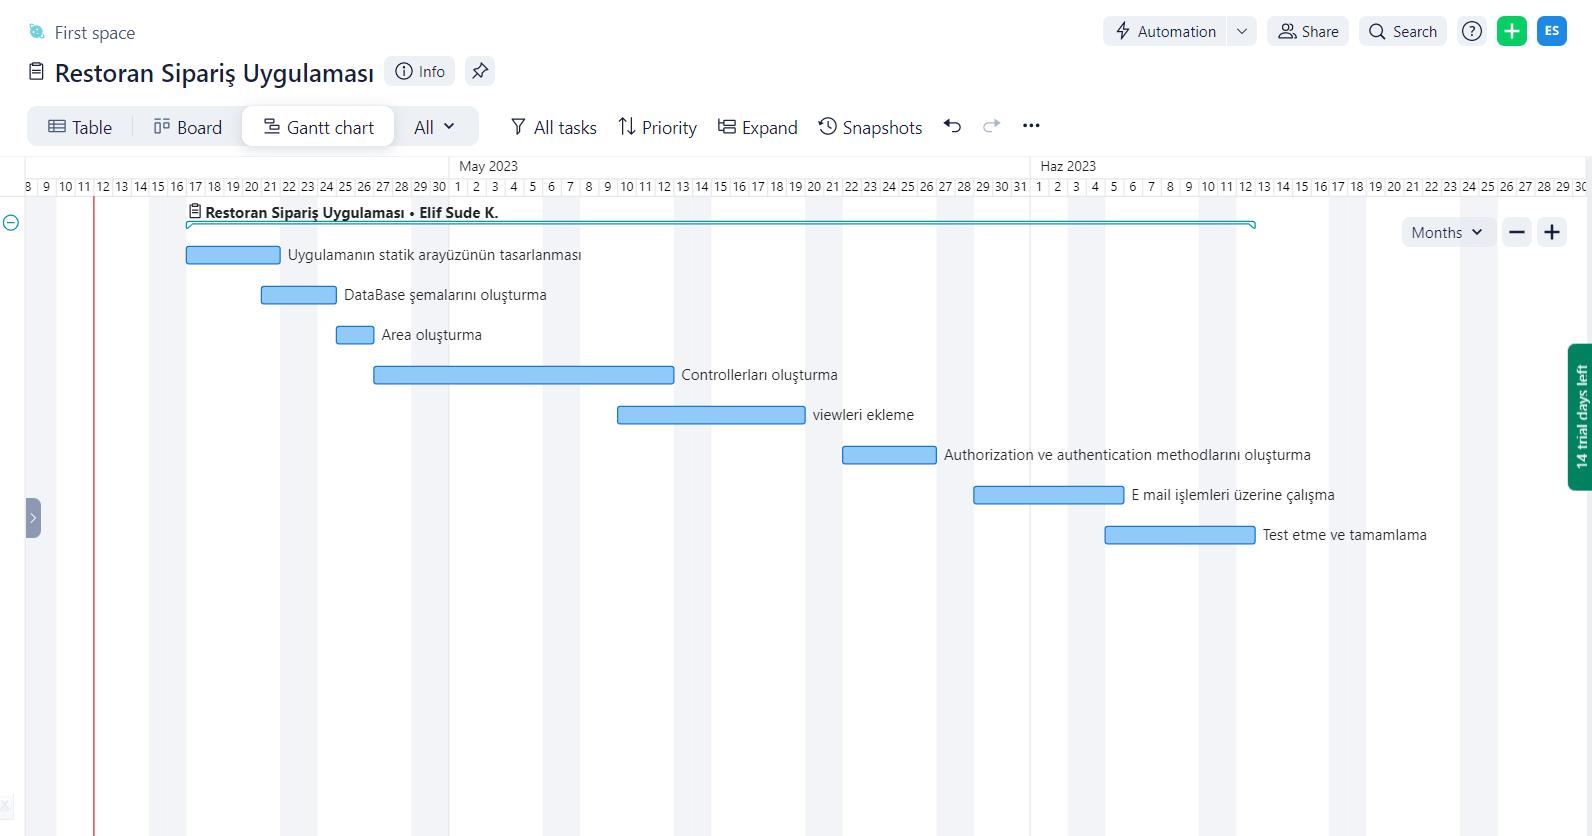 First space
Automation
Share
Search
?
ES
Restoran Sipariş Uygulaması
Info
Table
Board
Gantt chart
All
All tasks
Priority
Expand
Snapshots
May 2023
Haz 2023
8 9 10 11 12 13 14 15 16 17 18 19 20 21 22 23 24 25 26 27 28 29 30 1 2 3 4 5 6 7 8 9 10 11 12 13 14 15 16 17 18 19 20 21 22 23 24 25 26 27 28 29 30 31 1 2 3 4 5 6 7 8 9 10 11 12 13 14 15 16 17 18 19 20 21 22 23 24 25 26 27 28 29 30
Restoran Sipariş Uygulaması • Elif Sude K.
Months
Uygulamanın statik arayüzünün tasarlanması
DataBase şemalarını oluşturma
Area oluşturma
Controllerları oluşturma
viewleri ekleme
Authorization ve authentication methodlarını oluşturma
E mail işlemleri üzerine çalışma
Test etme ve tamamlama
14 trial days left